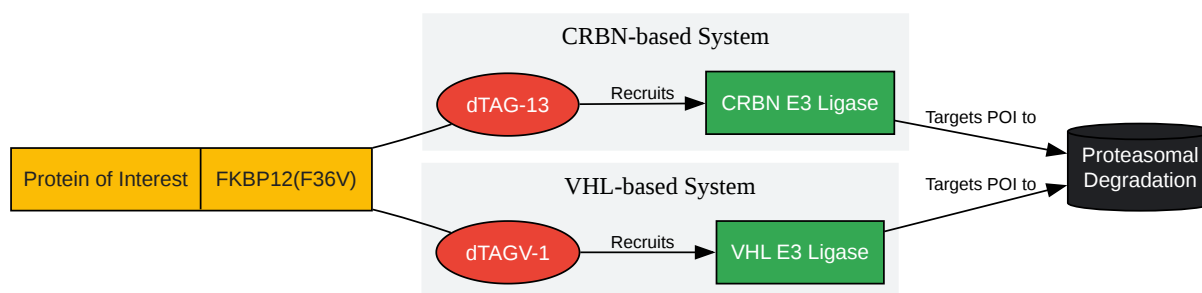 CRBN-based System
dTAG-13
Recruits
CRBN E3 Ligase
Targets POI to
Protein of Interest
FKBP12(F36V)
Proteasomal
Degradation
VHL-based System
dTAGV-1
Recruits
VHL E3 Ligase
Targets POI to